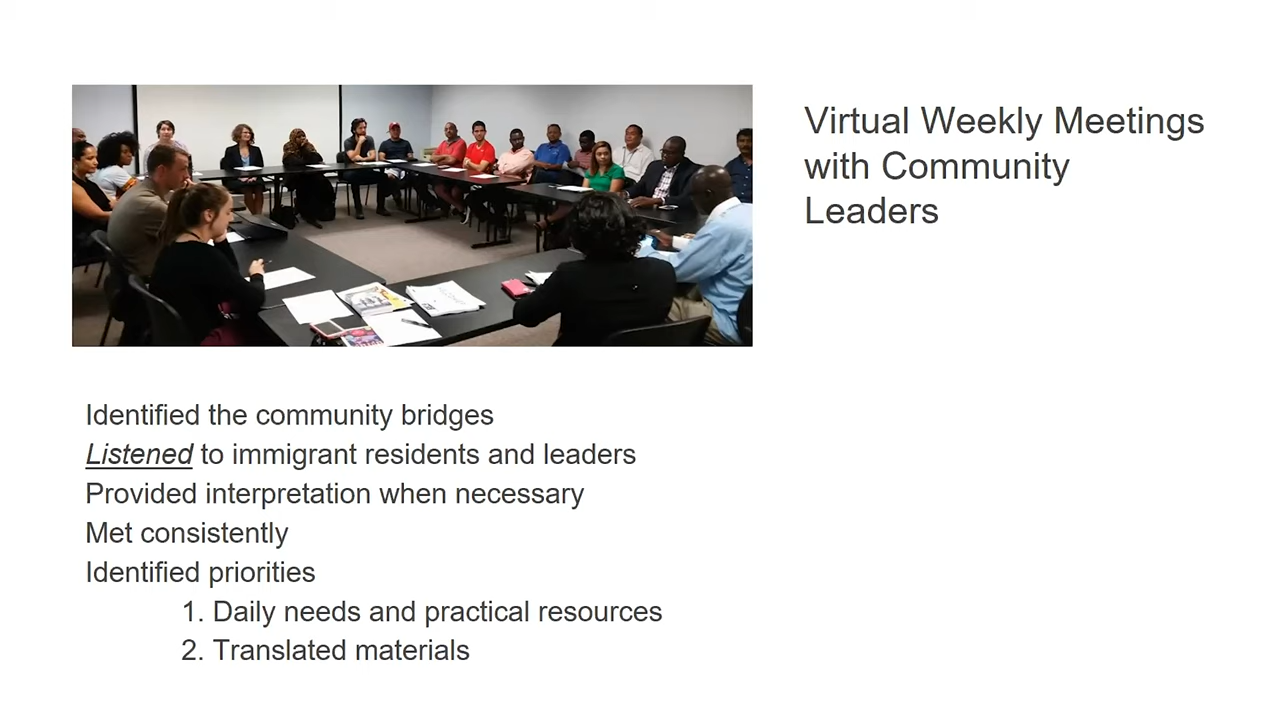 Virtual Weekly Meetings
with Community
Leaders
Identified the community bridges
Listened to immigrant residents and leaders
Provided interpretation when necessary
Met consistently
Identified priorities
1. Daily needs and practical resources
2. Translated materials